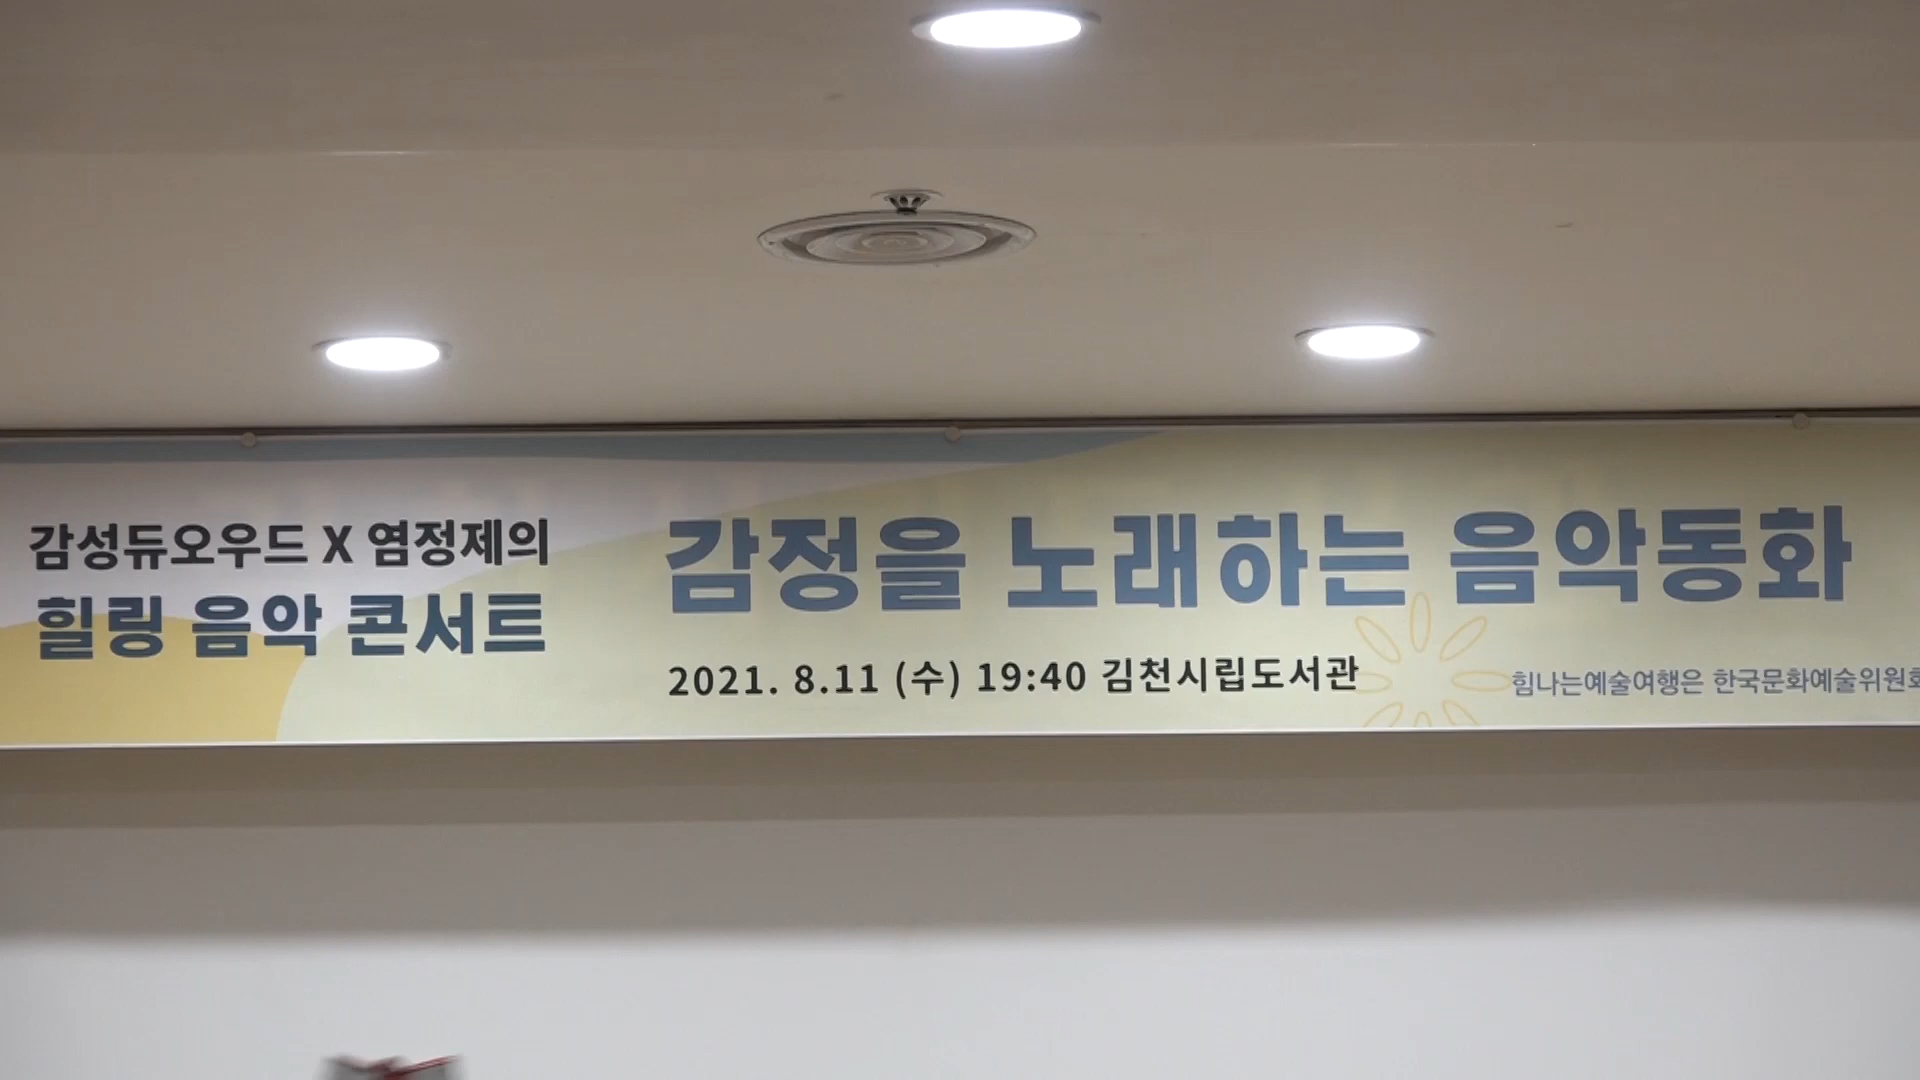 감성듀오우드 X 염정제의
힐링 음악 콘서트
감정을 노래하는 음악동화
2021. 8.11 (수) 19:40 김천시립도서관
힘나는예술여행은 한국문화예술위원회